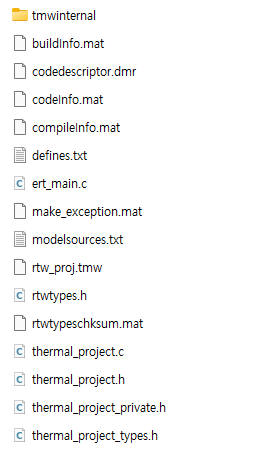 tmwinternal
buildInfo.mat
codedescriptor.dmr
codeInfo.mat
compileInfo.mat
defines.txt
ert_main.c
make_exception.mat
modelsources.txt
rtw_proj.tmw
rtwtypes.h
rtwtypeschksum.mat
thermal_project.c
thermal_project.h
thermal_project_private.h
thermal_project_types.h